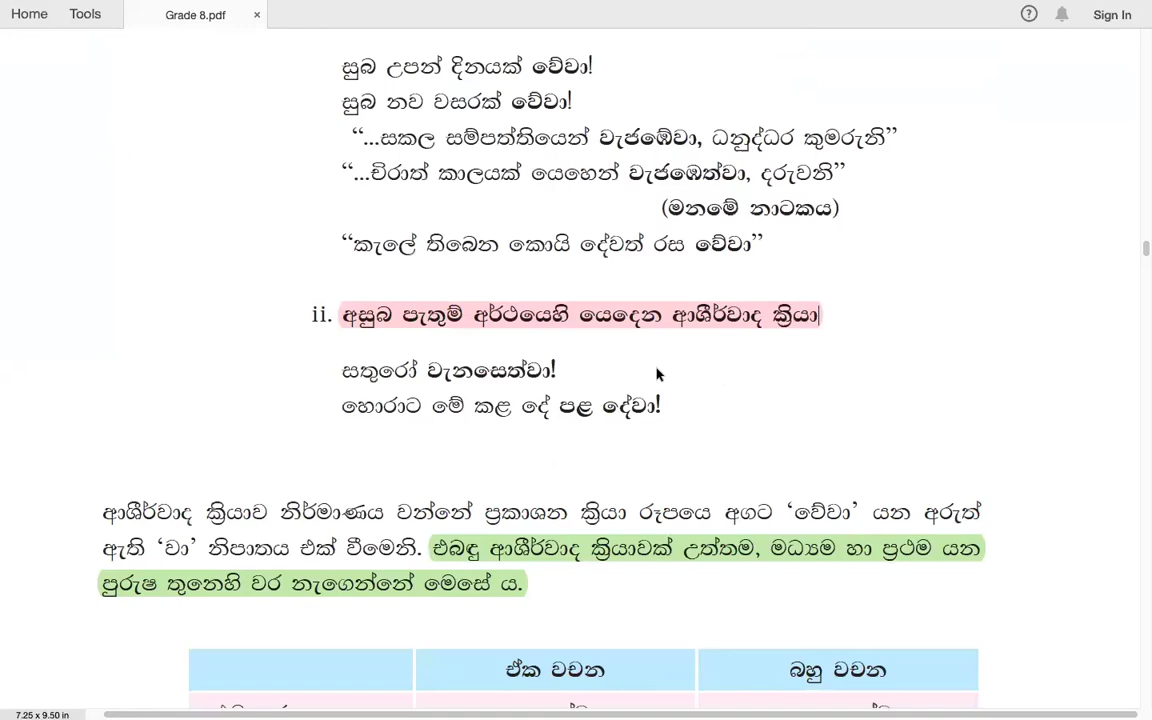 Home Tools Grade 8.pdf × Sign In
සුබ උපන් දිනයක් වේවා!
සුබ නව වසරක් වේවා!
“...සකල සම්පත්තියෙන් වැජඹේවා, ධනුද්ධර කුමරුනි”
“...චිරාත් කාලයක් යෙහෙන් වැජඹෙත්වා, දරුවනි”
(මනමේ නාටකය)
“කැලේ තිබෙන කොයි දේවත් රස වේවා”
ii. අසුබ පැතුම් අර්ථයෙහි යෙදෙන ආශීර්වාද ක්‍රියා
සතුරෝ වැනසෙත්වා!
හොරාට මේ කළ දේ පළ දේවා!
ආශීර්වාද ක්‍රියාව නිර්මාණය වන්නේ ප්‍රකාශන ක්‍රියා රූපයෙ අගට ‘වේවා’ යන අරුත්
ඇති ‘වා’ නිපාතය එක් වීමෙනි. එබඳු ආශීර්වාද ක්‍රියාවක් උත්තම, මධ්‍යම හා ප්‍රථම යන
පුරුෂ තුනෙහි වර නැගෙන්නේ මෙසේ ය.
ඒක වචන බහු වචන
7.25 x 9.50 in